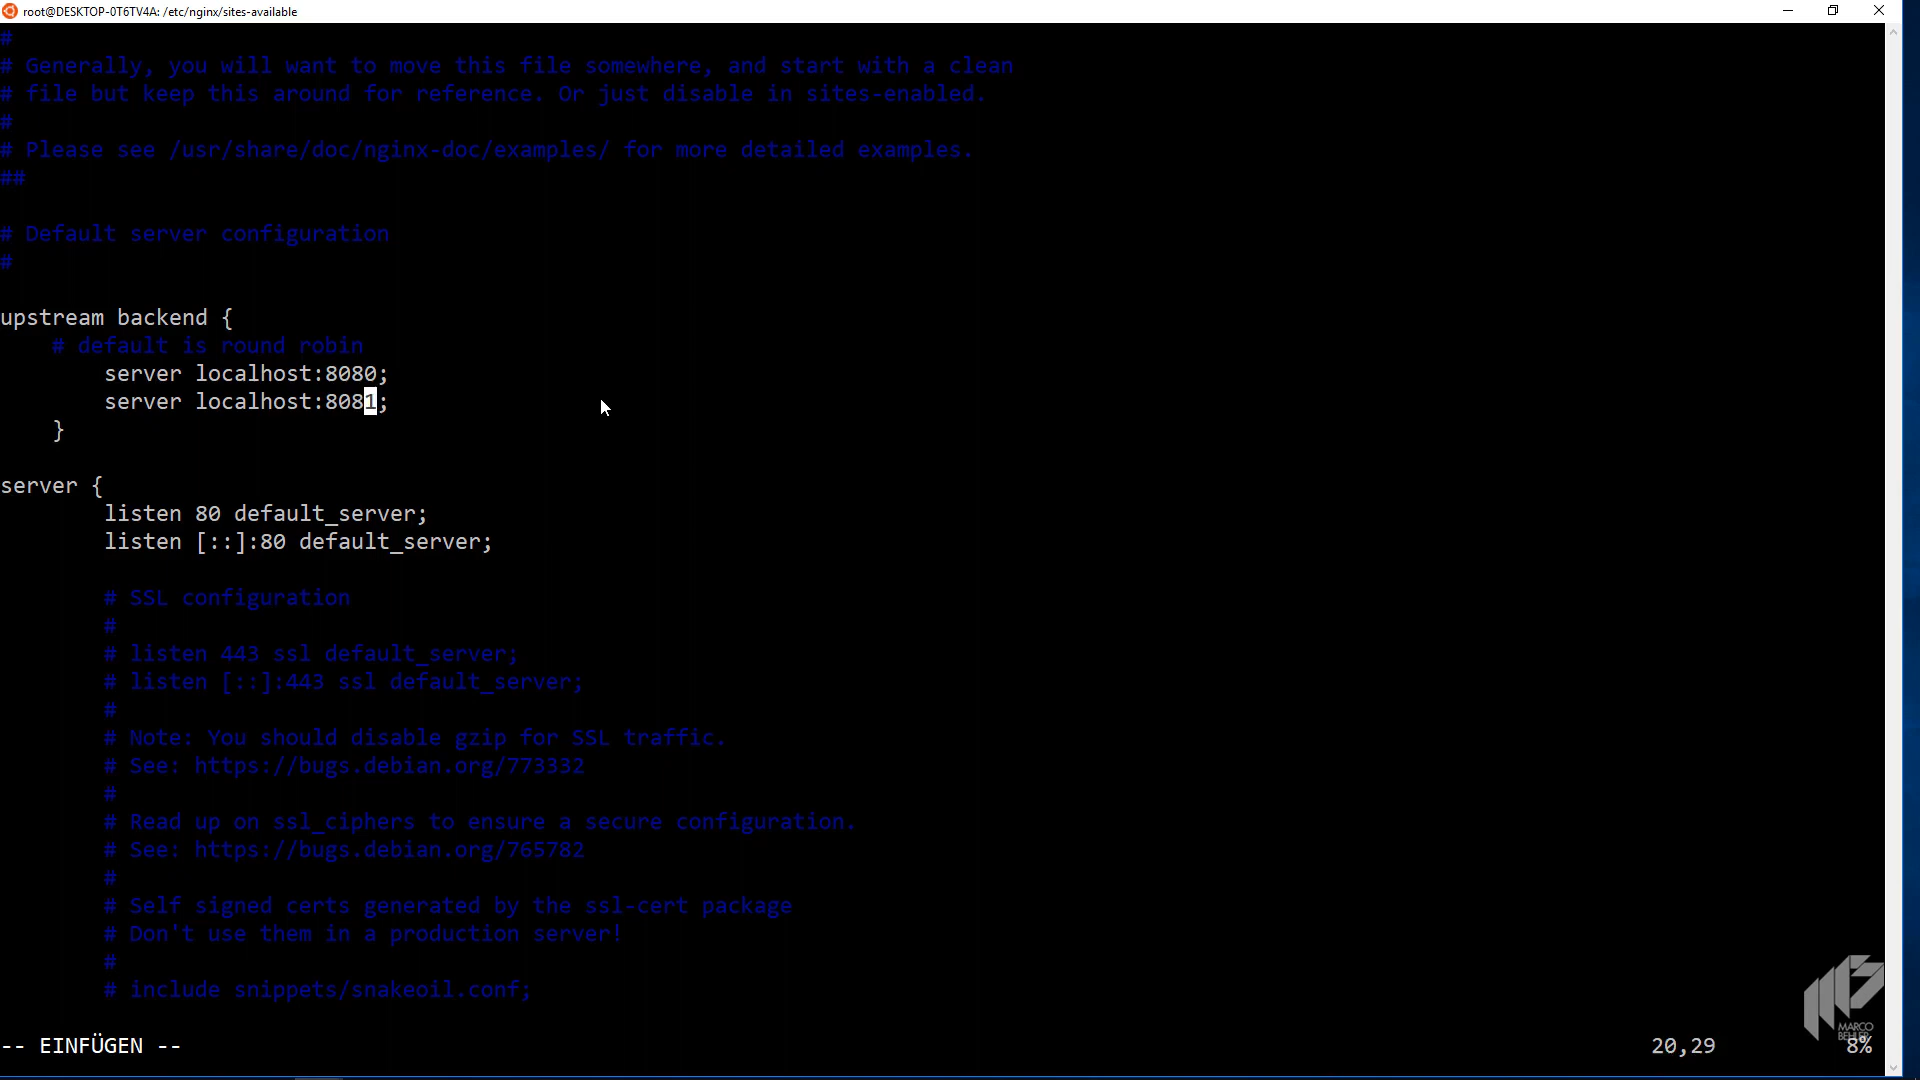 root@DESKTOP-0T6TV4A: /etc/nginx/sites-available
#
# Generally, you will want to move this file somewhere, and start with a clean
# file but keep this around for reference. Or just disable in sites-enabled.
#
# Please see /usr/share/doc/nginx-doc/examples/ for more detailed examples.
##
# Default server configuration
#
upstream backend {
# default is round robin
server localhost:8080;
server localhost:8081;
}
server {
listen 80 default_server;
listen [::]:80 default_server;
# SSL configuration
#
# listen 443 ssl default_server;
# listen [::]:443 ssl default_server;
#
# Note: You should disable gzip for SSL traffic.
# See: https://bugs.debian.org/773332
#
# Read up on ssl_ciphers to ensure a secure configuration.
# See: https://bugs.debian.org/765782
#
# Self signed certs generated by the ssl-cert package
# Don't use them in a production server!
#
# include snippets/snakeoil.conf;
MARCO
BEHLER
-- EINFÜGEN --
20,29
8%